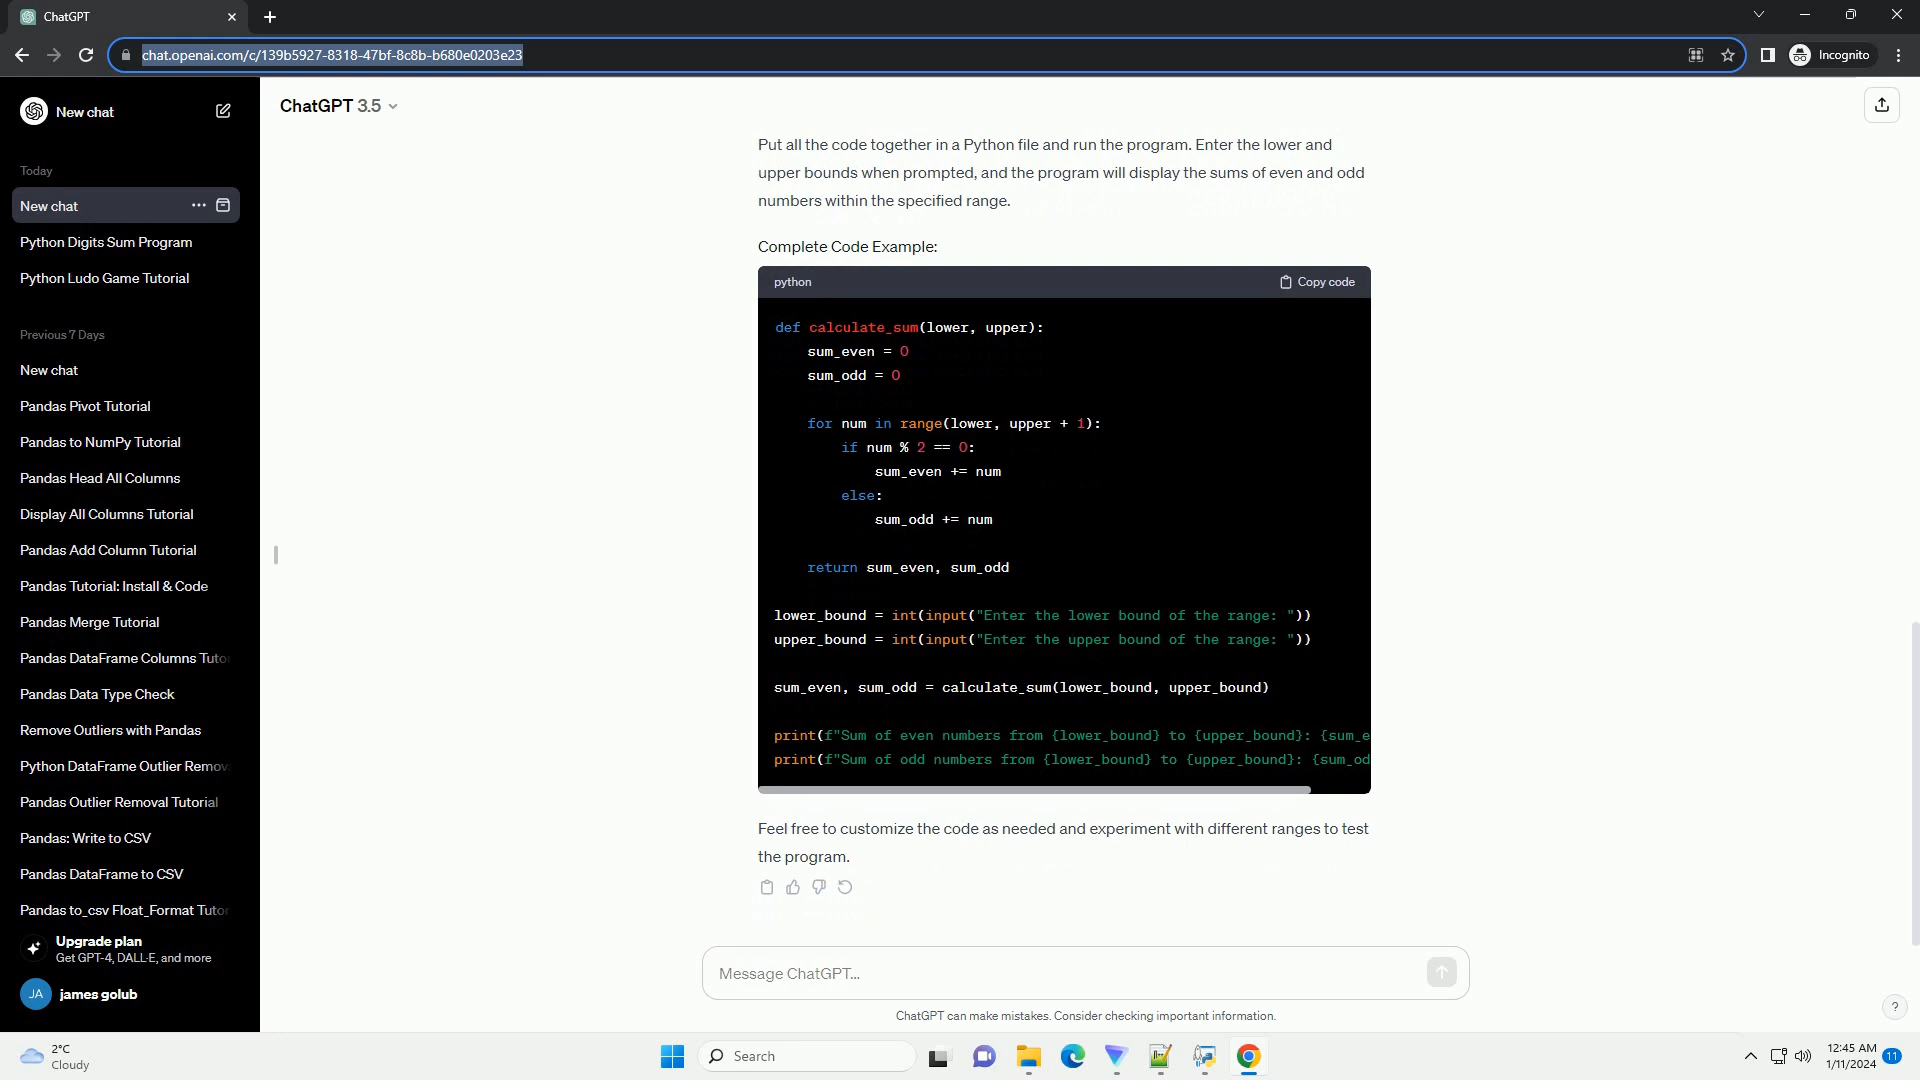 ChatGPT
chat.openai.com/c/139b5927-8318-47bf-8c8b-b680e0203e23
Incognito
New chat
Today
New chat
Python Digits Sum Program
Python Ludo Game Tutorial
Previous 7 Days
New chat
Pandas Pivot Tutorial
Pandas to NumPy Tutorial
Pandas Head All Columns
Display All Columns Tutorial
Pandas Add Column Tutorial
Pandas Tutorial: Install & Code
Pandas Merge Tutorial
Pandas DataFrame Columns Tuto
Pandas Data Type Check
Remove Outliers with Pandas
Python DataFrame Outlier Remov
Pandas Outlier Removal Tutorial
Pandas: Write to CSV
Pandas DataFrame to CSV
Pandas to_csv Float_Format Tuto
Upgrade plan
Get GPT-4, DALL·E, and more
JA
james golub
ChatGPT 3.5
Put all the code together in a Python file and run the program. Enter the lower and
upper bounds when prompted, and the program will display the sums of even and odd
numbers within the specified range.
Complete Code Example:
python
Copy code
def calculate_sum(lower, upper):
    sum_even = 0
    sum_odd = 0
    for num in range(lower, upper + 1):
        if num % 2 == 0:
            sum_even += num
        else:
            sum_odd += num
    return sum_even, sum_odd
lower_bound = int(input("Enter the lower bound of the range: "))
upper_bound = int(input("Enter the upper bound of the range: "))
sum_even, sum_odd = calculate_sum(lower_bound, upper_bound)
print(f"Sum of even numbers from {lower_bound} to {upper_bound}: {sum_e
print(f"Sum of odd numbers from {lower_bound} to {upper_bound}: {sum_od
Feel free to customize the code as needed and experiment with different ranges to test
the program.
Message ChatGPT...
ChatGPT can make mistakes. Consider checking important information.
?
2°C
Cloudy
Search
12:45 AM
1/11/2024
11